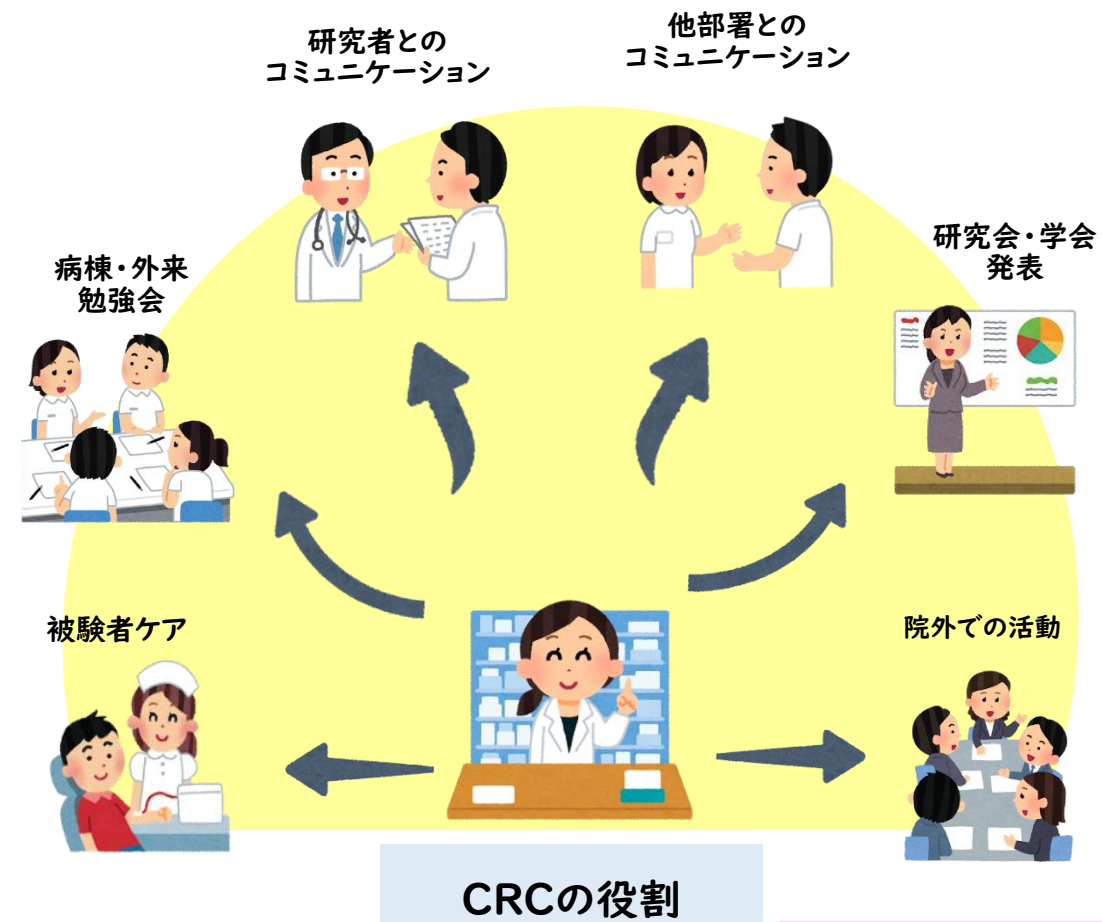 研究者との
コミュニケーション
他部署との
コミュニケーション
病棟・外来
勉強会
研究会・学会
発表
被験者ケア
院外での活動
CRCの役割